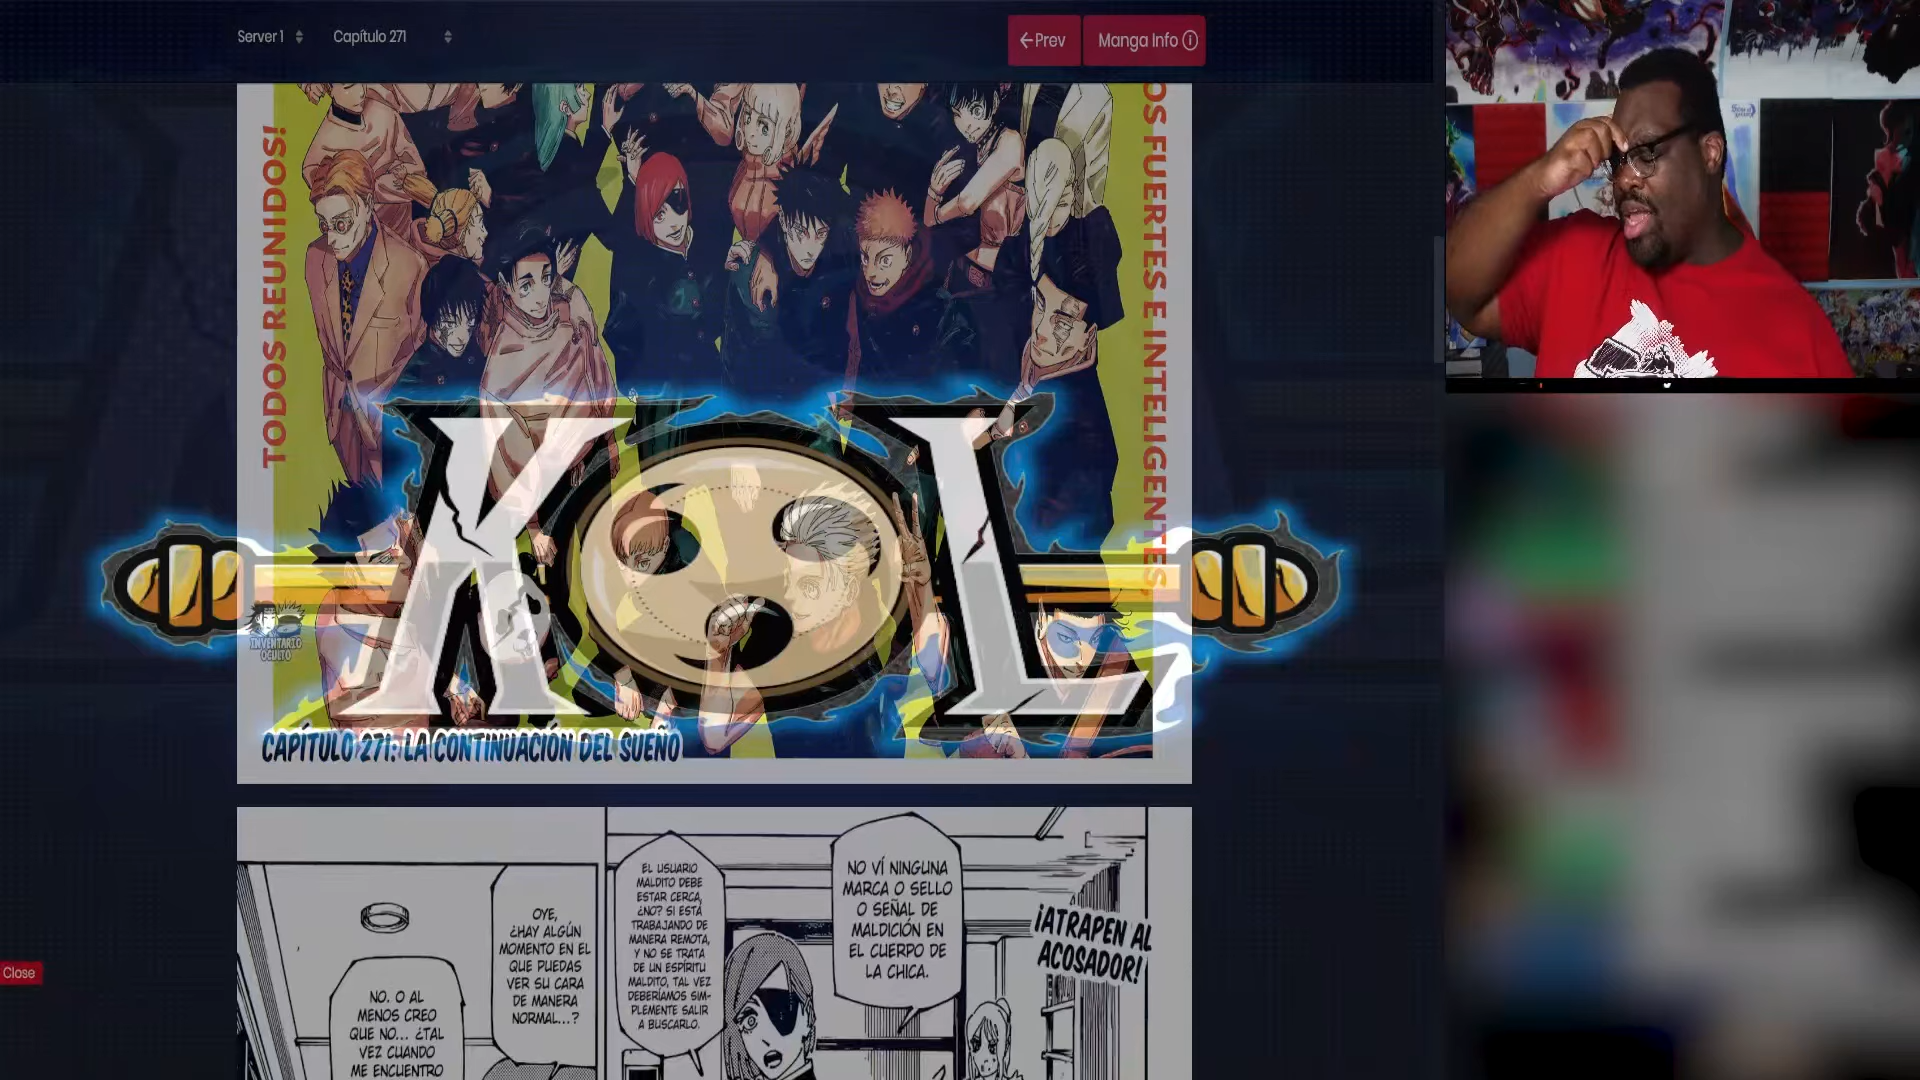 Server 1
Capítulo 271
Prev
Manga Info
TODOS REUNIDOS!
OS FUERTES E INTELIGENTES
KOL
INVENTARIO
OCULTO
CAPÍTULO 271: LA CONTINUACIÓN DEL SUEÑO
¡ATRAPEN AL
ACOSADOR!
NO VÍ NINGUNA
MARCA O SELLO
O SEÑAL DE
MALDICIÓN EN
EL CUERPO DE
LA CHICA.
EL USUARIO
MALDITO DEBE
ESTAR CERCA,
¿NO? SI ESTÁ
TRABAJANDO DE
MANERA REMOTA,
Y NO SE TRATA
DE UN ESPÍRITU
MALDITO, TAL VEZ
DEBERÍAMOS SIM-
PLEMENTE SALIR
A BUSCARLO.
OYE,
¿HAY ALGÚN
MOMENTO EN EL
QUE PUEDAS
VER SU CARA
DE MANERA
NORMAL...?
NO. O AL
MENOS CREO
QUE NO... ¿TAL
VEZ CUANDO
ME ENCUENTRO
Close